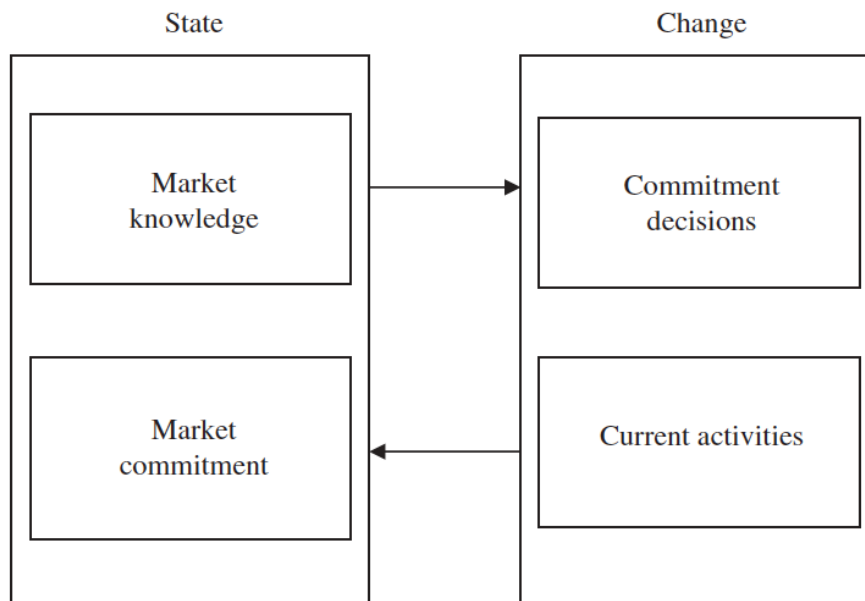 State
Change
Market
knowledge
Commitment
decisions
Market
commitment
Current activities